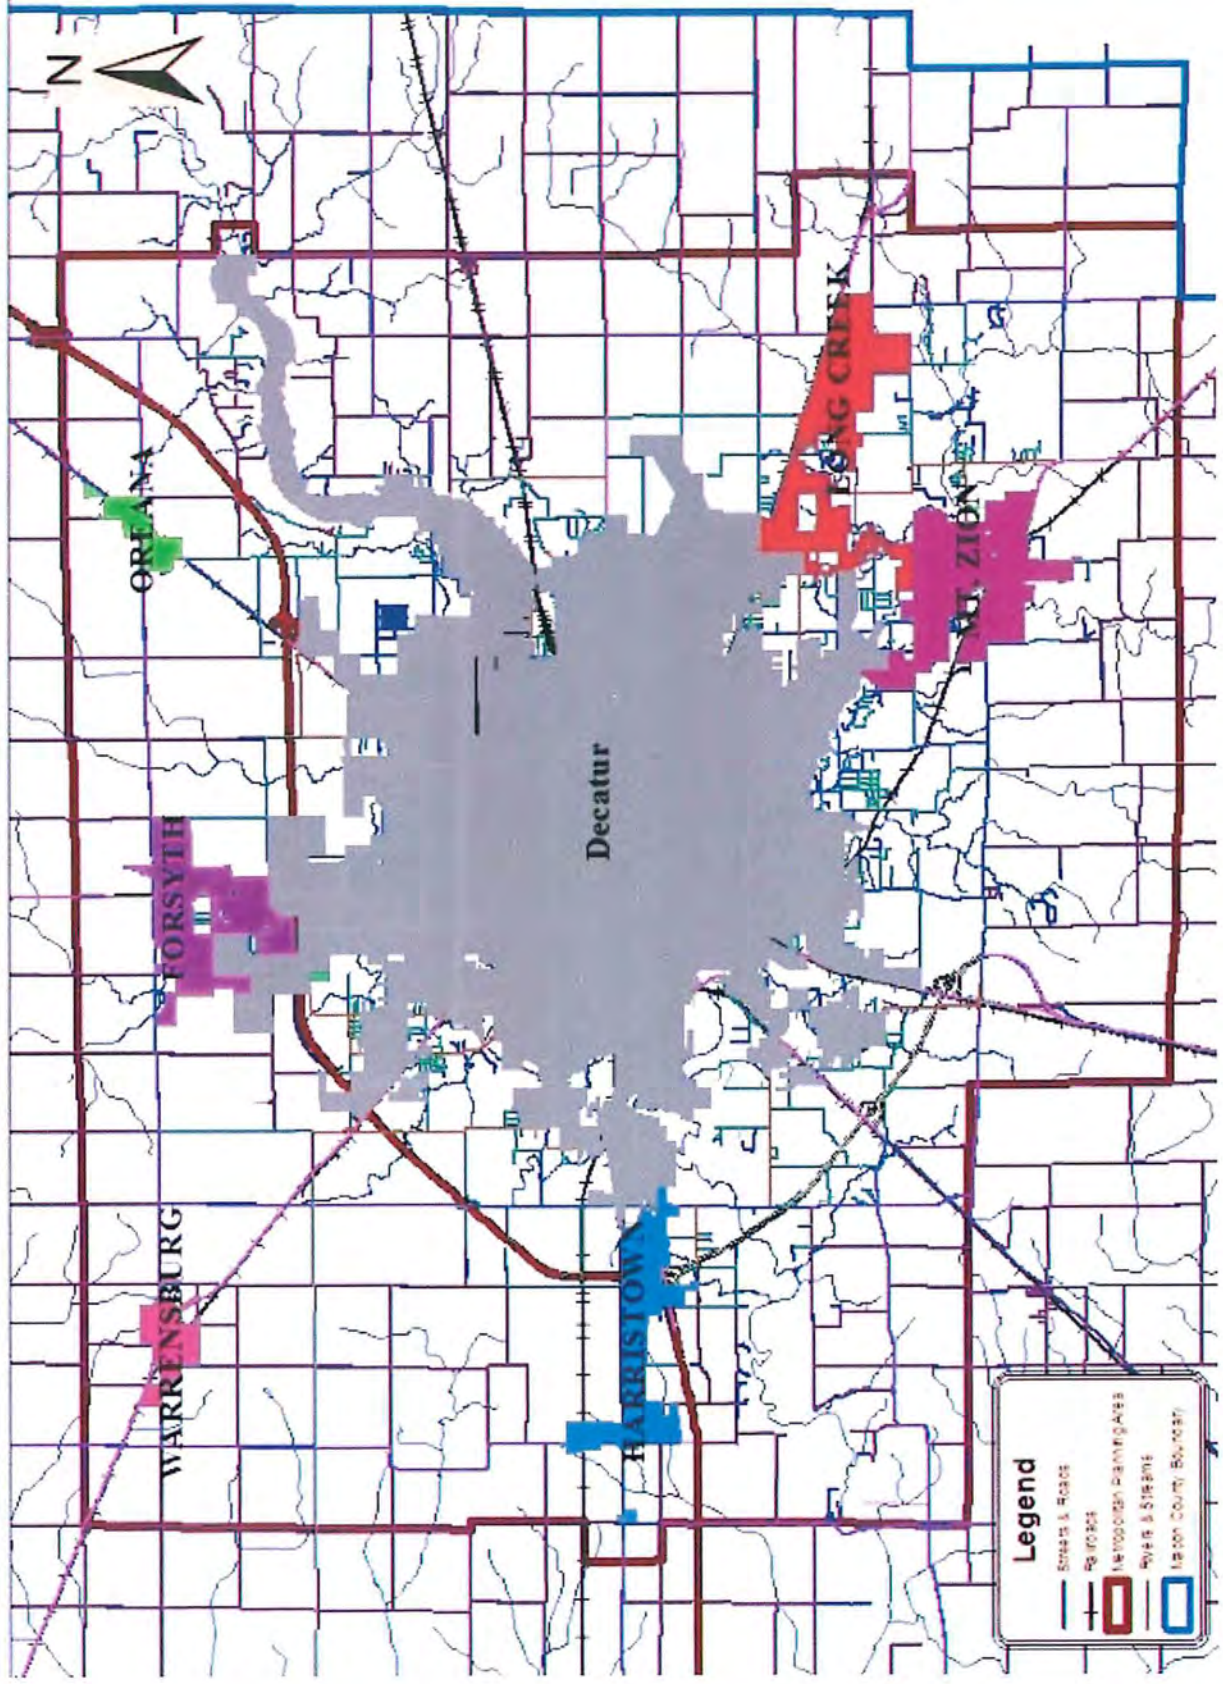 N
OREANA
FORSYTH
WARRENSBURG
LONG CREEK
MT. ZION
Decatur
HARRISTOWN
Legend
Streets & Roads
Railroads
Metropolitan Planning Area
Rivers & Streams
Macon County Boundary